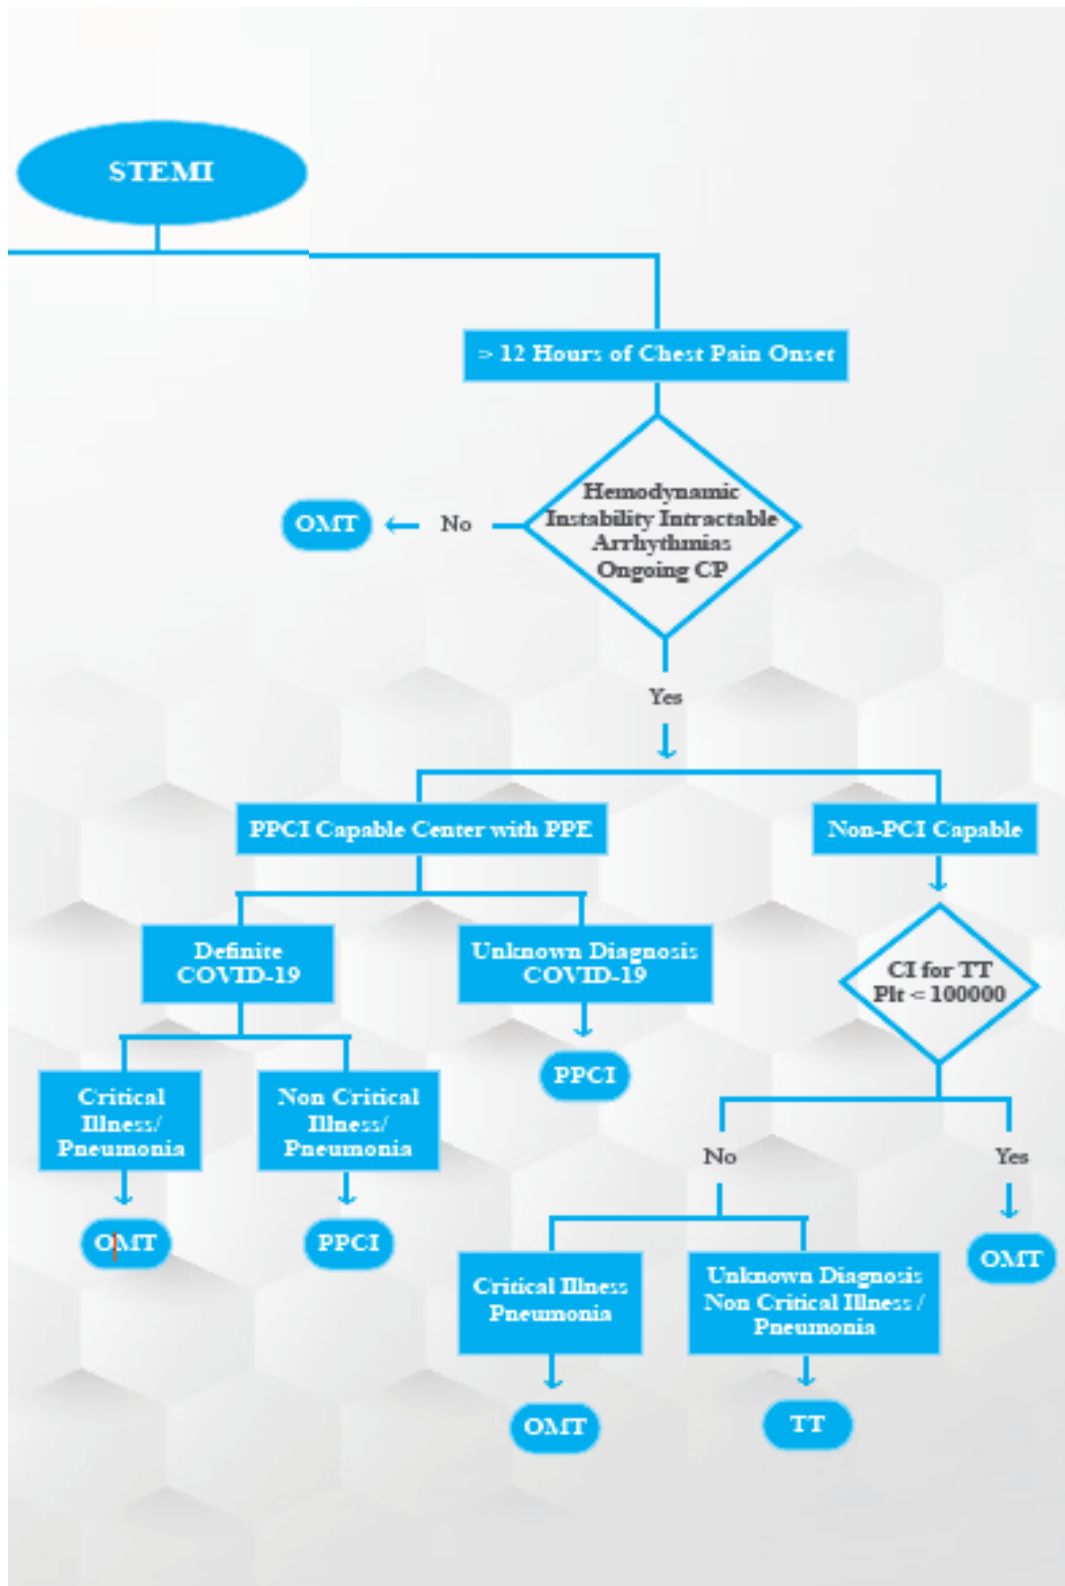 STEMI
> 12 Hours of Chest Pain Onset
Hemodynamic
Instability Intractable
Arrhythmias
Ongoing CP
No
OMT
Yes
PPCI Capable Center with PPE
Non-PCI Capable
Definite
COVID-19
Unknown Diagnosis
COVID-19
CI for TT
Plt < 100000
PPCI
Critical
Illness/
Pneumonia
Non Critical
Illness/
Pneumonia
No
Yes
OMT
PPCI
OMT
Critical Illness
Pneumonia
Unknown Diagnosis
Non Critical Illness /
Pneumonia
OMT
TT